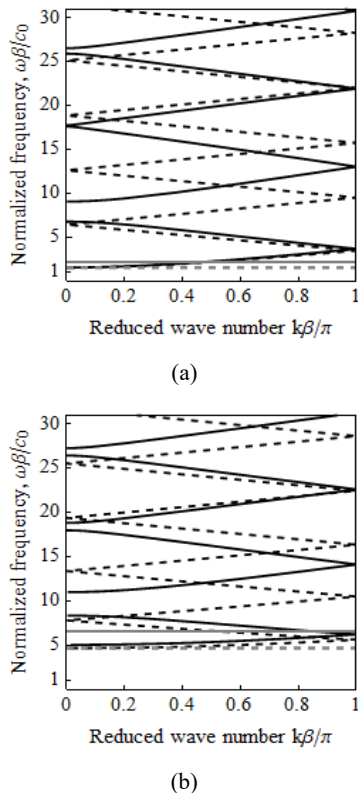 30
25
20
15
10
5
1
Normalized frequency, ωβ/c0
0 0.2 0.4 0.6 0.8 1
Reduced wave number kβ/π
(a)
30
25
20
15
10
5
1
Normalized frequency, ωβ/c0
0 0.2 0.4 0.6 0.8 1
Reduced wave number kβ/π
(b)